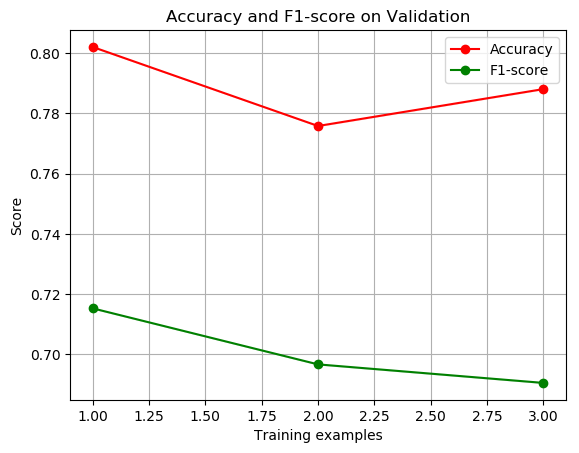 Accuracy and F1-score on Validation
Accuracy
F1-score
Score
0.80
0.78
0.76
0.74
0.72
0.70
1.00 1.25 1.50 1.75 2.00 2.25 2.50 2.75 3.00
Training examples